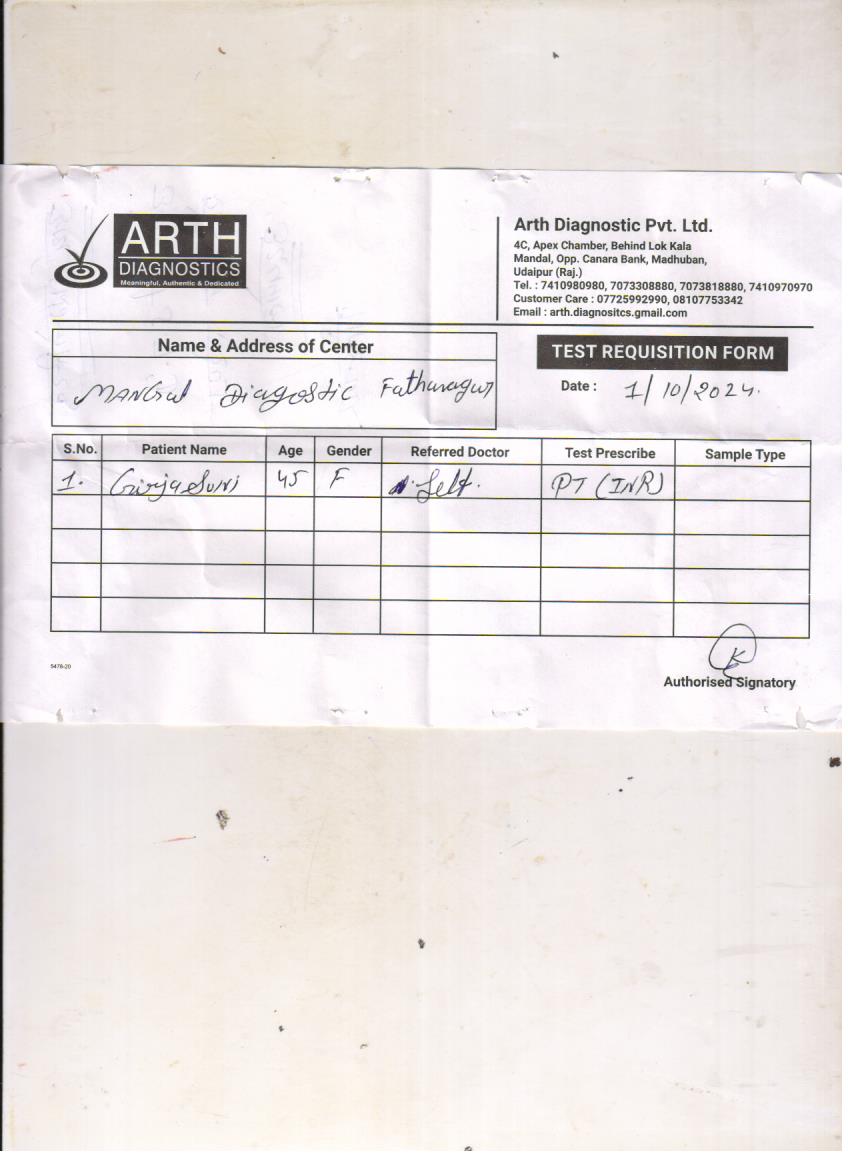 ARTH
DIAGNOSTICS
Meaningful, Authentic & Dedicated
Arth Diagnostic Pvt. Ltd.
4C, Apex Chamber, Behind Lok Kala
Mandal, Opp. Canara Bank, Madhuban,
Udaipur (Raj.)
Tel. : 7410980980, 7073308880, 7073818880, 7410970970
Customer Care : 07725992990, 08107753342
Email : arth.diagnositcs.gmail.com
Name & Address of Center
MANGal Diagostic Fathanagur
TEST REQUISITION FORM
Date : 1/10/2024.
S.No. Patient Name Age Gender Referred Doctor Test Prescribe Sample Type
1. Girja Suni 45 F Self. PT (INR)
5478-20
K
Authorised Signatory